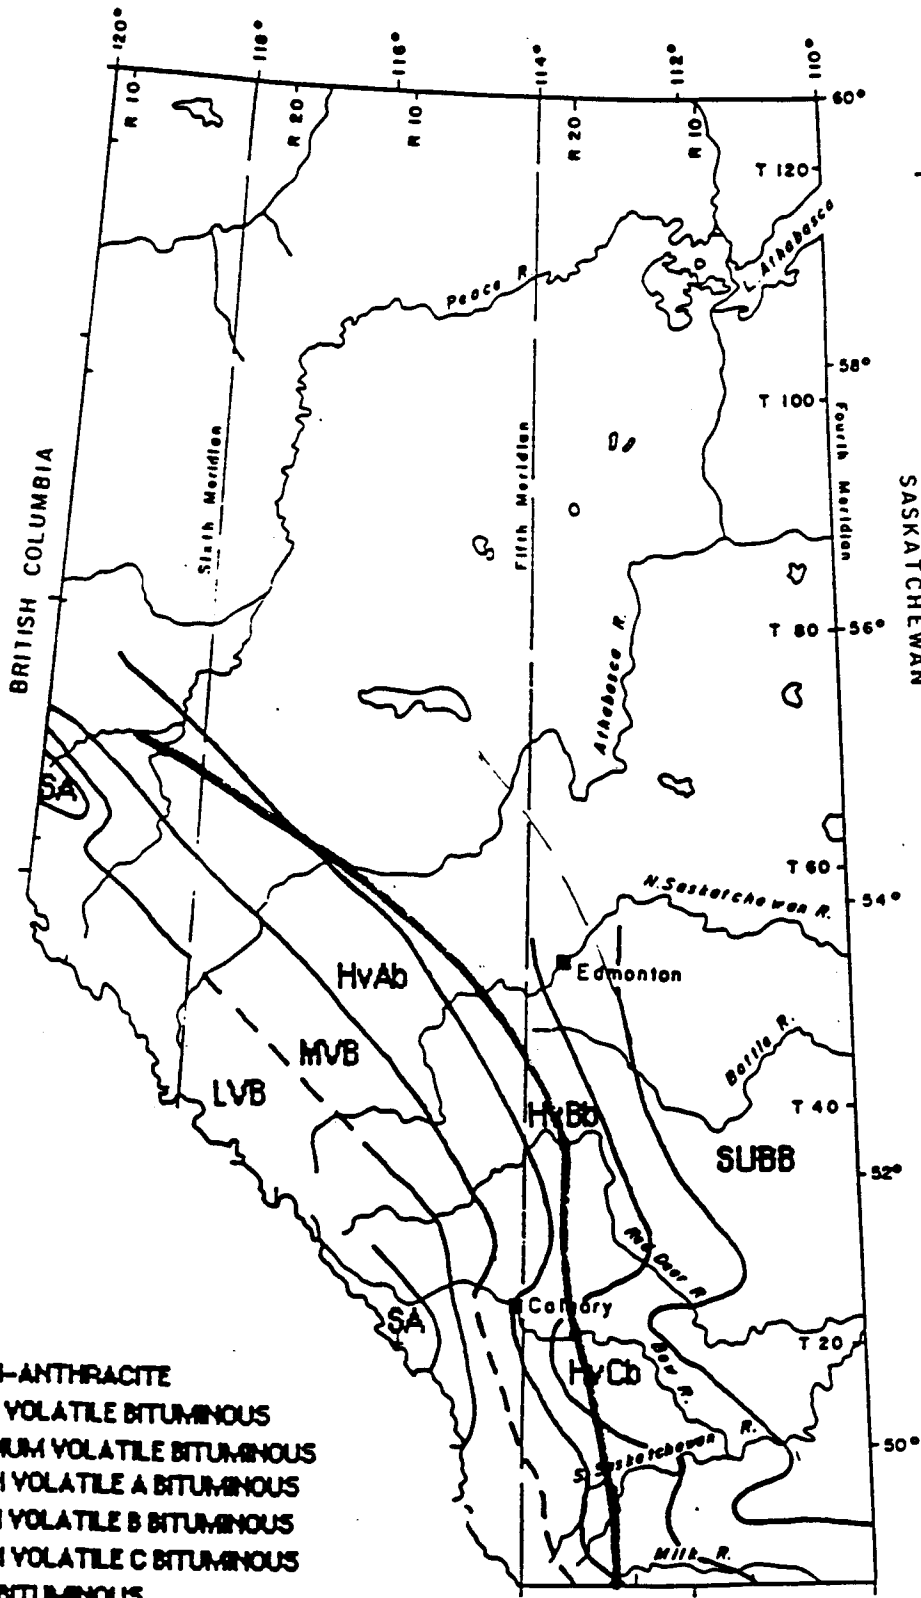 120°
118°
116°
114°
112°
110°
R 10
R 20
R 10
R 20
R 10
60°
T 120
L. Athabasca
Peace R.
58°
T 100
Fourth Meridian
Sixth Meridian
Fifth Meridian
BRITISH COLUMBIA
SASKATCHEWAN
T 80
56°
Athabasca R.
SA
T 60
54°
N. Saskatchewan R.
Edmonton
HvAb
MVB
LVB
Battle R.
T 40
HvBb
SUBB
52°
Red Deer R.
Calgary
SA
T 20
HvCb
Bow R.
50°
S. Saskatchewan R.
Milk R.
I-ANTHRACITE
VOLATILE BITUMINOUS
UM VOLATILE BITUMINOUS
VOLATILE A BITUMINOUS
VOLATILE B BITUMINOUS
VOLATILE C BITUMINOUS
BITUMINOUS